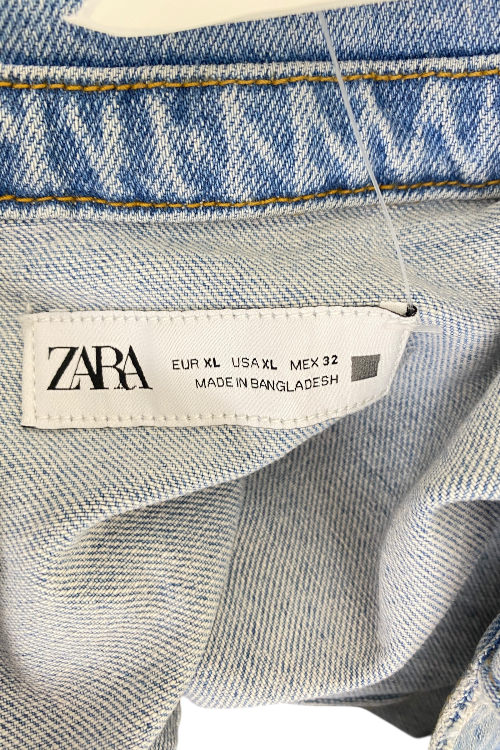 ZARA
EUR XL USA XL MEX 32
MADE IN BANGLADESH